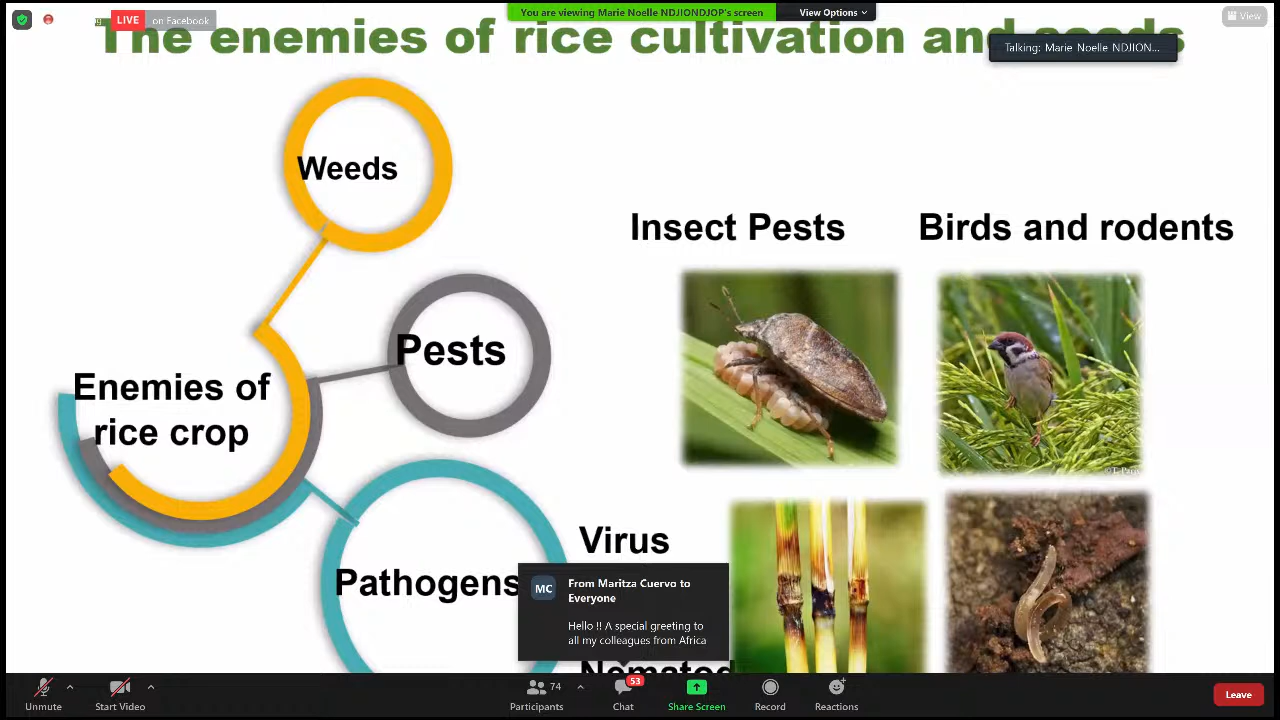 LIVE on Facebook
You are viewing Marie Noelle NDJIONDJOP's screen
View Options
View
The enemies of rice cultivation and seeds
Talking: Marie Noelle NDJION...
Weeds
Insect Pests
Birds and rodents
Pests
Enemies of
rice crop
Virus
Pathogens
MC
From Maritza Cuervo to
Everyone
Hello !! A special greeting to
all my colleagues from Africa
Unmute
Start Video
74
Participants
53
Chat
Share Screen
Record
Reactions
Leave